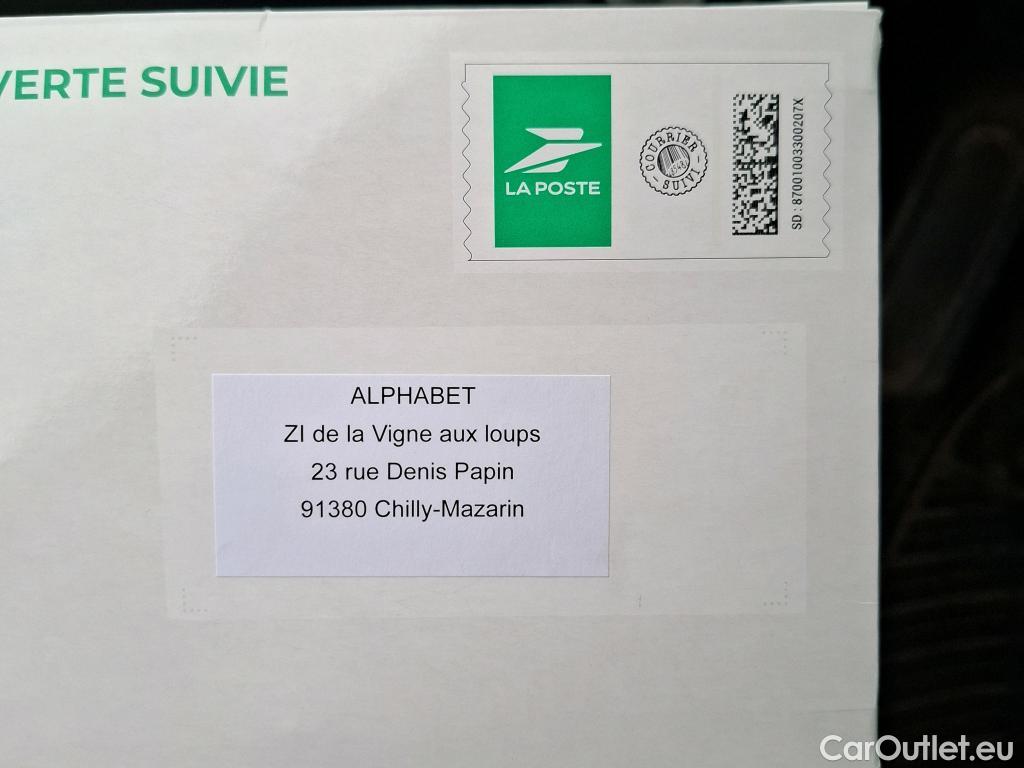 VERTE SUIVIE
LA POSTE
COURRIER
SUIVI
SD : 870010033300207X
ALPHABET
ZI de la Vigne aux loups
23 rue Denis Papin
91380 Chilly-Mazarin
CarOutlet.eu